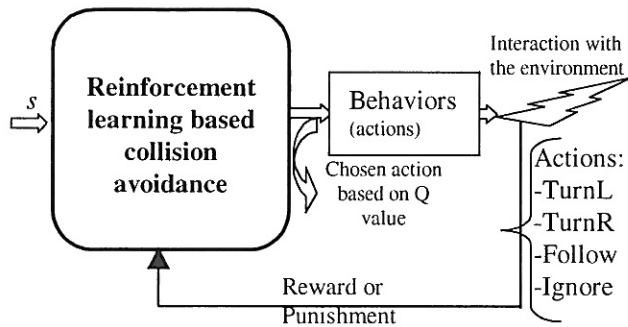 Interaction with
the environment
s
Reinforcement
learning based
collision
avoidance
Behaviors
(actions)
Chosen action
based on Q
value
Actions:
-TurnL
-TurnR
-Follow
-Ignore
Reward or
Punishment